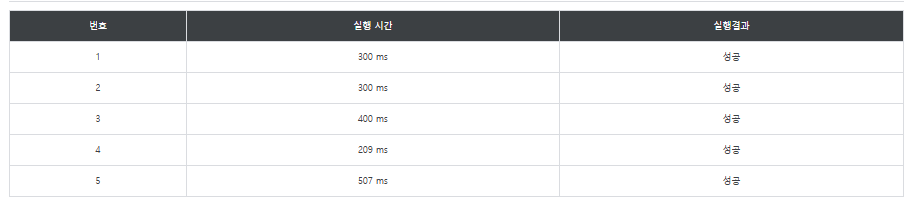 번호 실행 시간 실행결과
1 300 ms 성공
2 300 ms 성공
3 400 ms 성공
4 209 ms 성공
5 507 ms 성공